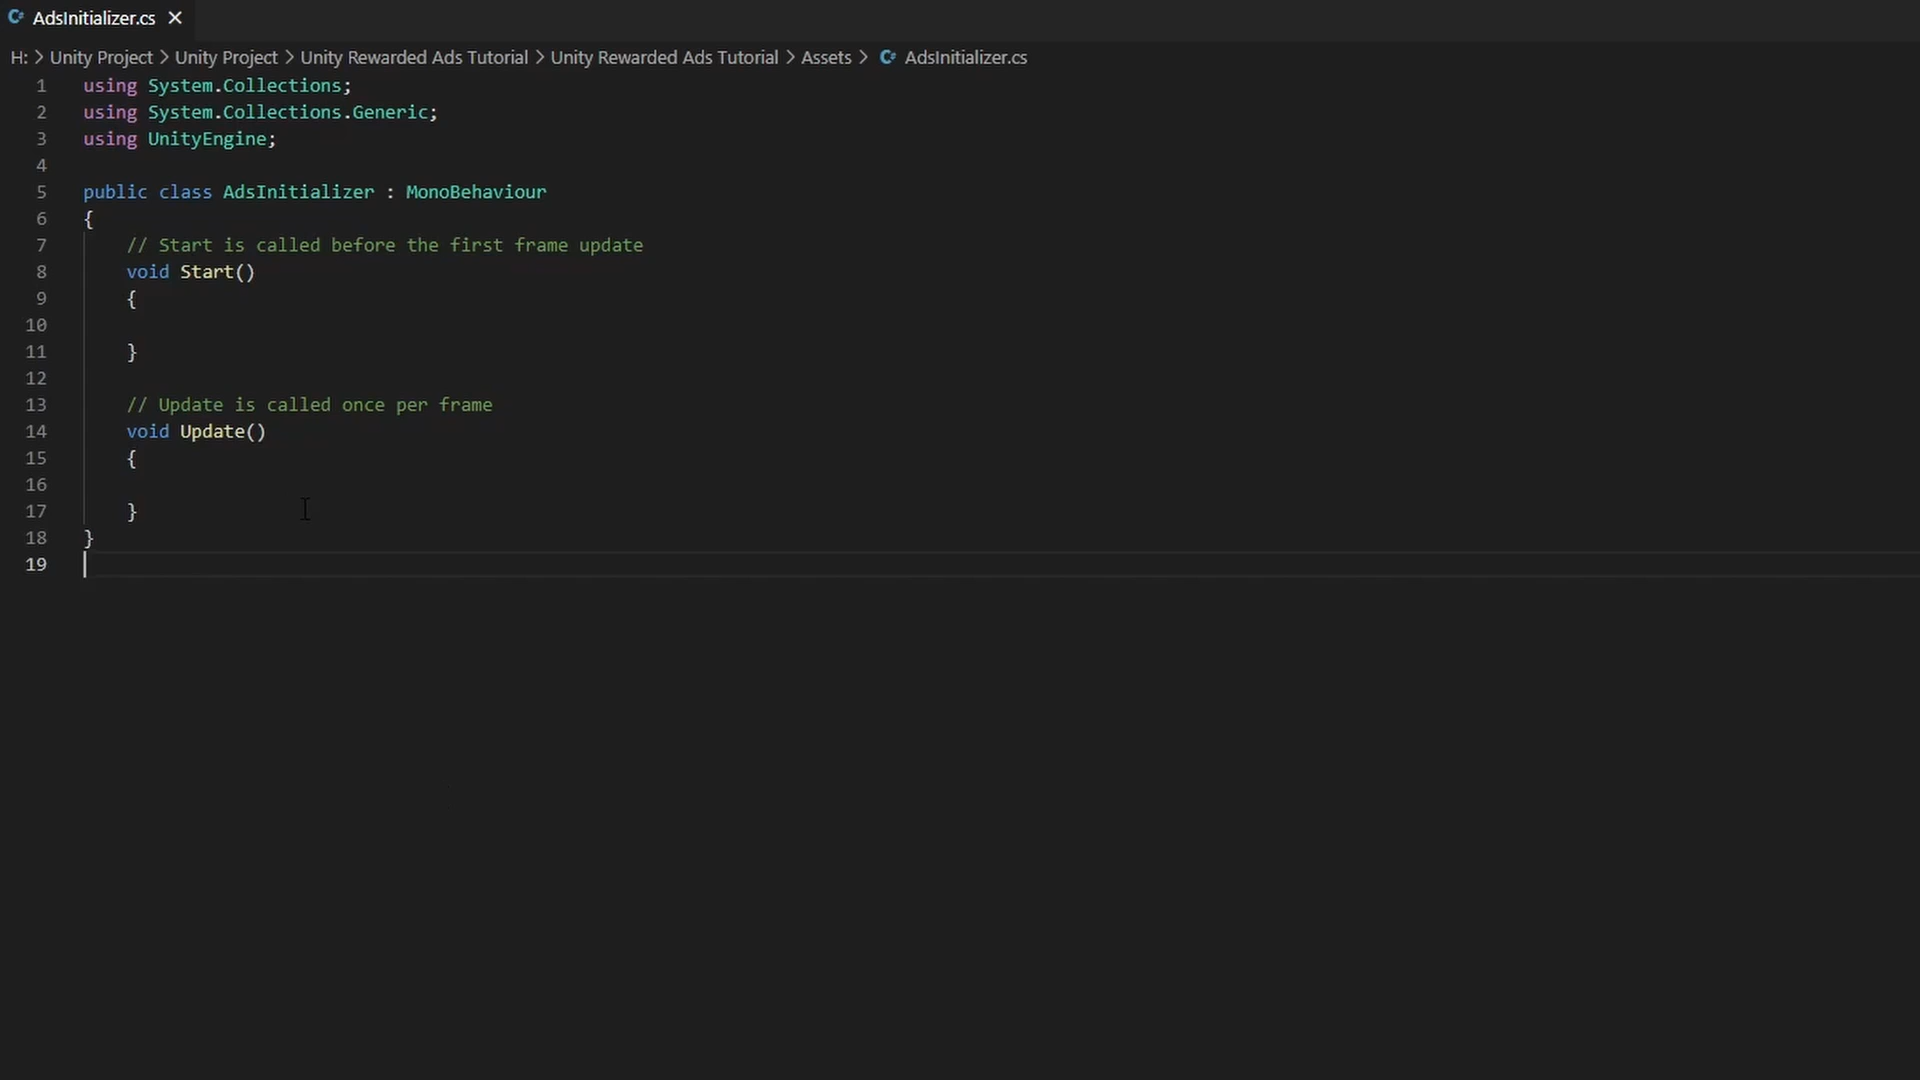 AdsInitializer.cs
H: > Unity Project > Unity Project > Unity Rewarded Ads Tutorial > Unity Rewarded Ads Tutorial > Assets > AdsInitializer.cs
1 using System.Collections;
2 using System.Collections.Generic;
3 using UnityEngine;
4
5 public class AdsInitializer : MonoBehaviour
6 {
7 // Start is called before the first frame update
8 void Start()
9 {
10
11 }
12
13 // Update is called once per frame
14 void Update()
15 {
16
17 }
18 }
19